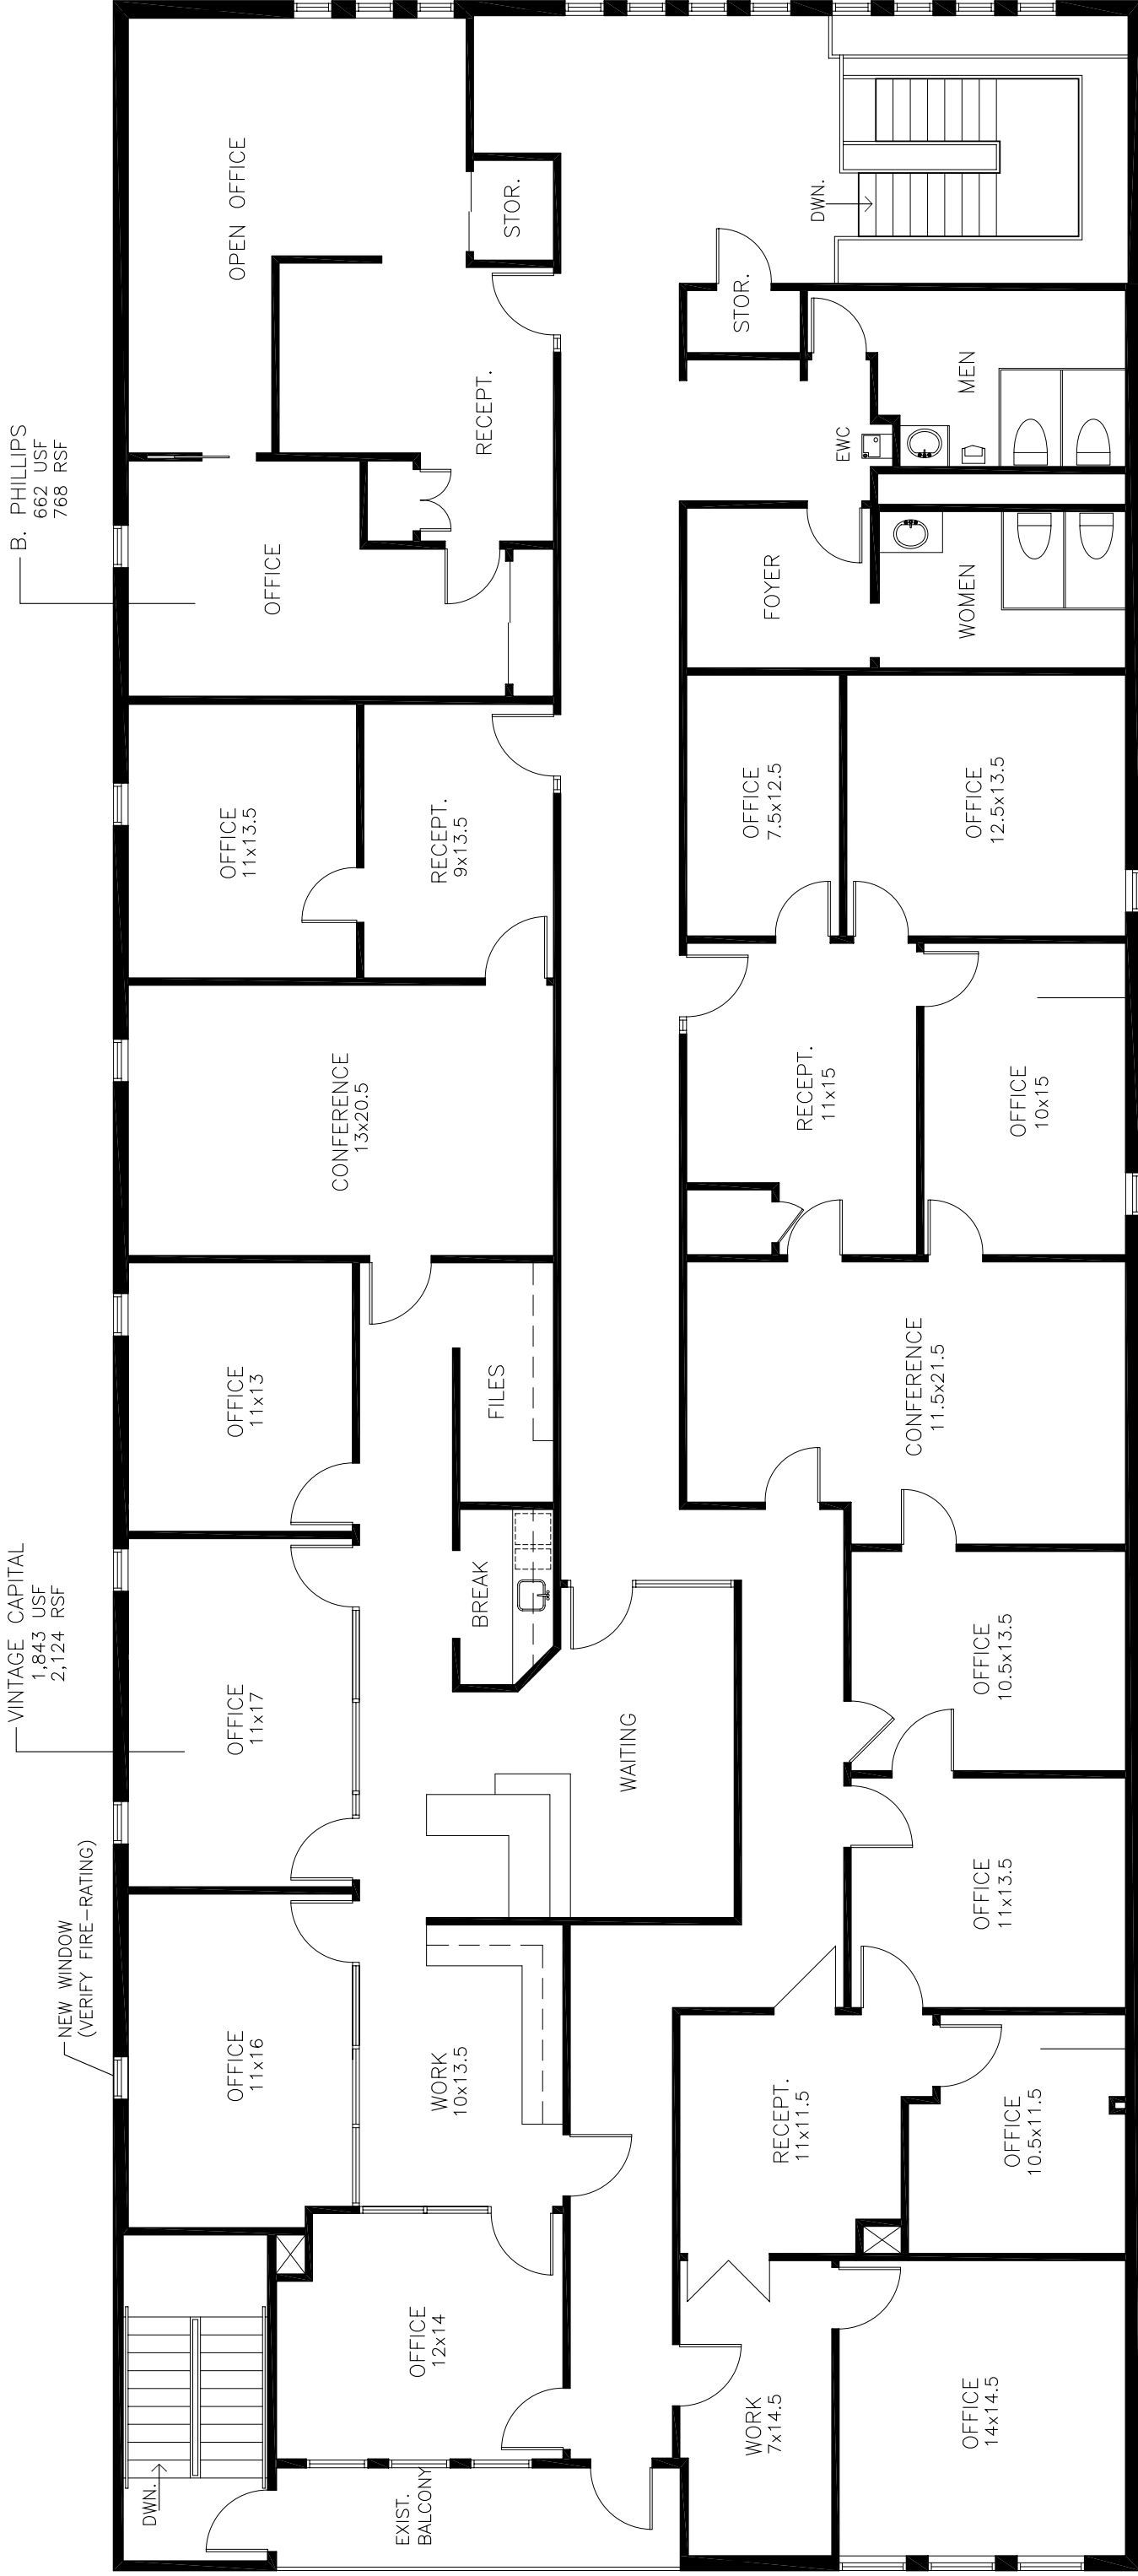 B. PHILLIPS
662 USF
768 RSF
OPEN OFFICE
STOR.
DWN.
STOR.
RECEPT.
MEN
EWC
OFFICE
FOYER
WOMEN
OFFICE
11x13.5
RECEPT.
9x13.5
OFFICE
7.5x12.5
OFFICE
12.5x13.5
CONFERENCE
13x20.5
RECEPT.
11x15
OFFICE
10x15
VINTAGE CAPITAL
1,843 USF
2,124 RSF
OFFICE
11x13
FILES
CONFERENCE
11.5x21.5
BREAK
OFFICE
11x17
WAITING
OFFICE
10.5x13.5
NEW WINDOW
(VERIFY FIRE-RATING)
OFFICE
11x13.5
OFFICE
11x16
WORK
10x13.5
RECEPT.
11x11.5
OFFICE
10.5x11.5
OFFICE
12x14
WORK
7x14.5
OFFICE
14x14.5
DWN.
EXIST.
BALCONY